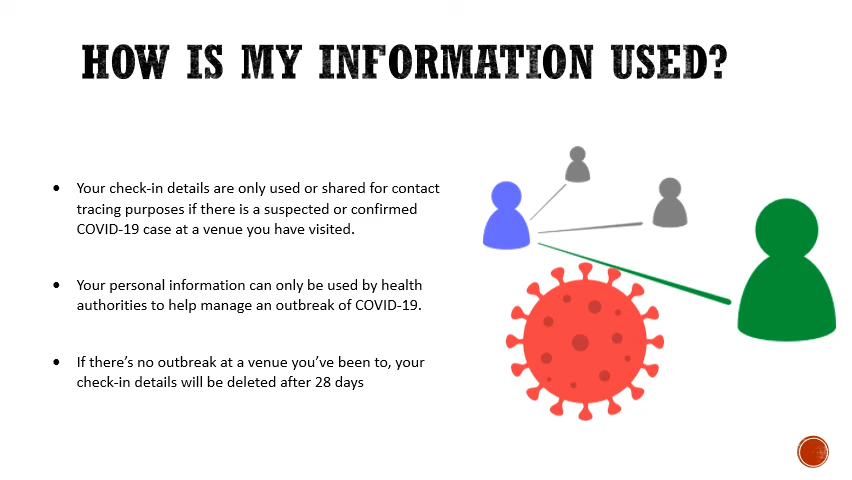 HOW IS MY INFORMATION USED?
• Your check-in details are only used or shared for contact
tracing purposes if there is a suspected or confirmed
COVID-19 case at a venue you have visited.
• Your personal information can only be used by health
authorities to help manage an outbreak of COVID-19.
• If there’s no outbreak at a venue you’ve been to, your
check-in details will be deleted after 28 days